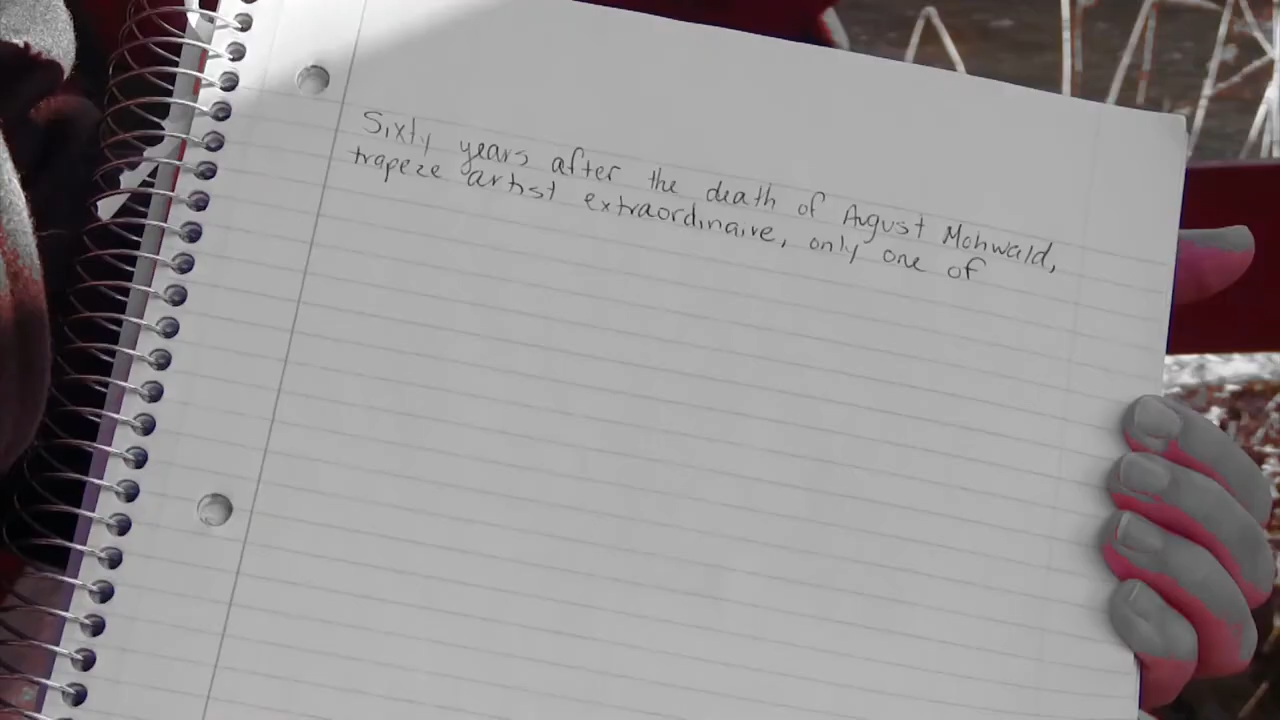 Sixty years after the death of August Mohwald,
trapeze artist extraordinaire, only one of